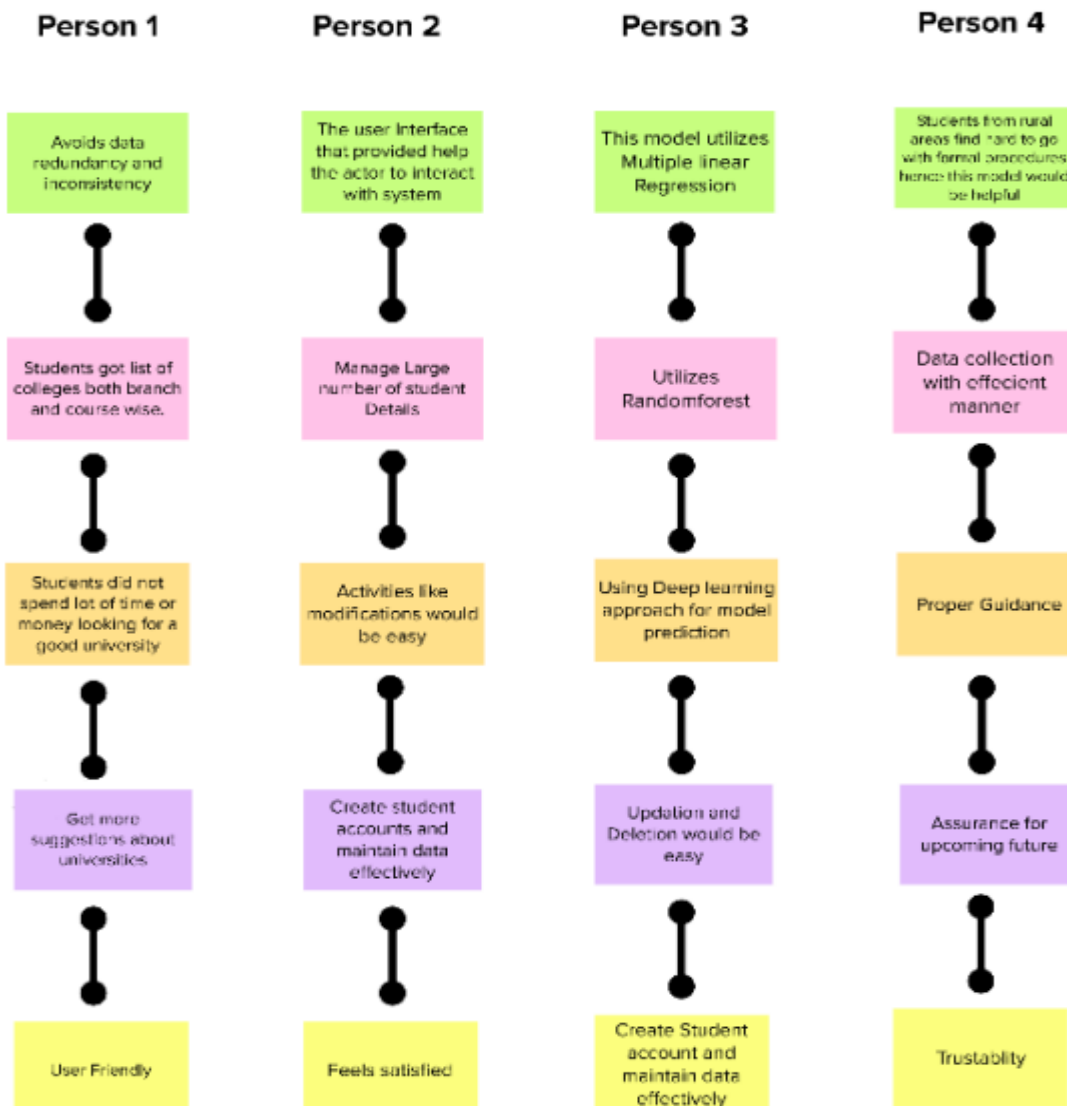 Person 1
Person 2
Person 3
Person 4
Avoids data
redundancy and
inconsistency
The user Interface
that provided help
the actor to interact
with system
This model utilizes
Multiple linear
Regression
Students from rural
areas find hard to go
with formal procedures
hence this model would
be helpful
Students got list of
colleges both branch
and course wise.
Manage Large
number of student
Details
Utilizes
Randomforest
Data collection
with effecient
manner
Students did not
spend lot of time or
money looking for a
good university
Activities like
modifications would
be easy
Using Deep learning
approach for model
prediction
Proper Guidance
Get more
suggestions about
universities
Create student
accounts and
maintain data
effectively
Updation and
Deletion would be
easy
Assurance for
upcoming future
User Friendly
Feels satisfied
Create Student
account and
maintain data
effectively
Trustablity